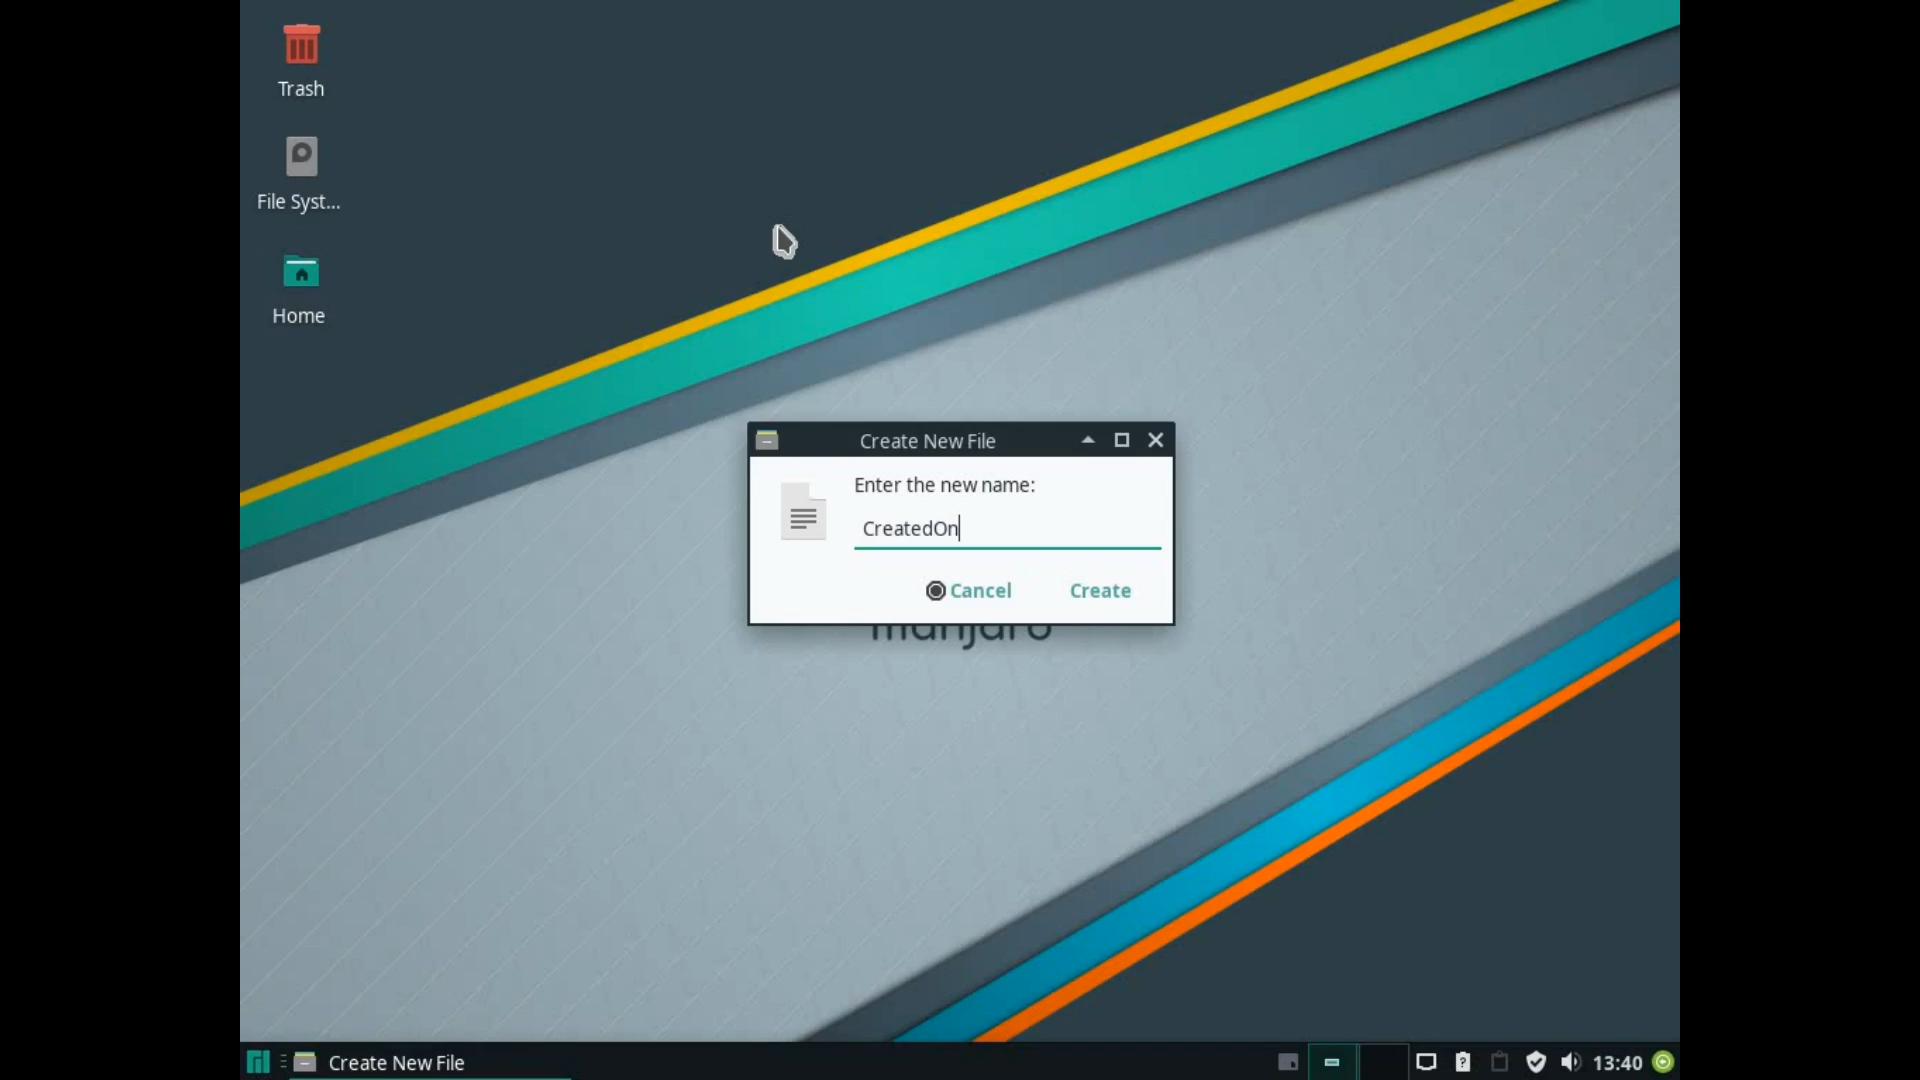 Trash
File Syst...
Home
Create New File
Enter the new name:
CreatedOn
Cancel
Create
manjaro
Create New File
13:40